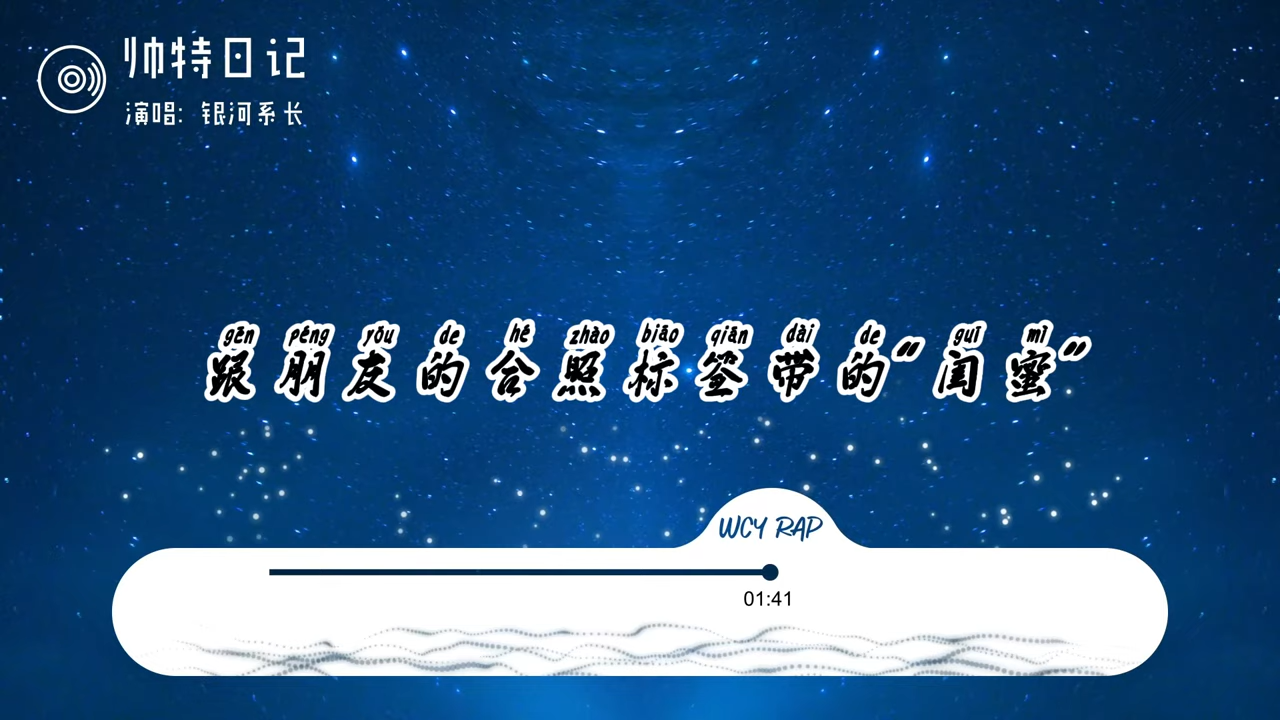 帅特日记
演唱: 银河系长
gēn péng yǒu de hé zhào biāo qiān dài de guī mì
跟朋友的合照标签带的“闺蜜”
WCY RAP
01:41